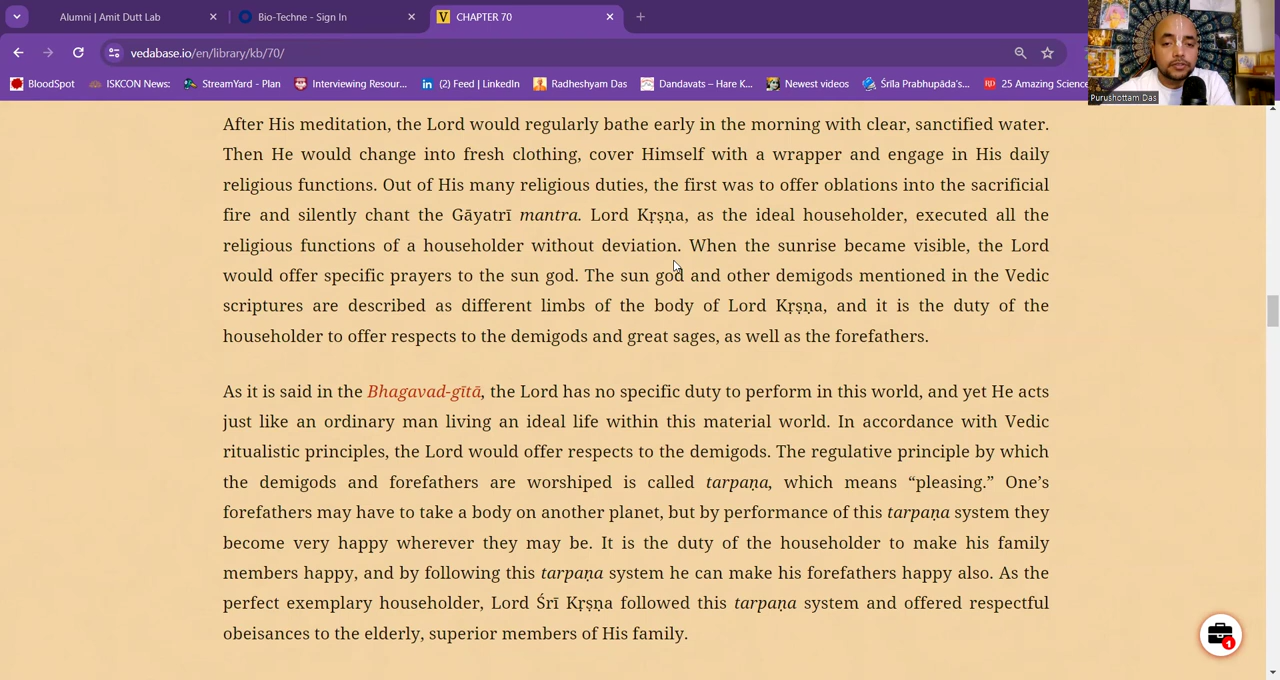 Alumni | Amit Dutt Lab
Bio-Techne - Sign In
CHAPTER 70
vedabase.io/en/library/kb/70/
BloodSpot
ISKCON News:
StreamYard - Plan
Interviewing Resour...
(2) Feed | LinkedIn
Radheshyam Das
Dandavats – Hare K...
Newest videos
Śrīla Prabhupāda's...
25 Amazing Science
Purushottam Das
After His meditation, the Lord would regularly bathe early in the morning with clear, sanctified water.
Then He would change into fresh clothing, cover Himself with a wrapper and engage in His daily
religious functions. Out of His many religious duties, the first was to offer oblations into the sacrificial
fire and silently chant the Gāyatrī mantra. Lord Kṛṣṇa, as the ideal householder, executed all the
religious functions of a householder without deviation. When the sunrise became visible, the Lord
would offer specific prayers to the sun god. The sun god and other demigods mentioned in the Vedic
scriptures are described as different limbs of the body of Lord Kṛṣṇa, and it is the duty of the
householder to offer respects to the demigods and great sages, as well as the forefathers.
As it is said in the Bhagavad-gītā, the Lord has no specific duty to perform in this world, and yet He acts
just like an ordinary man living an ideal life within this material world. In accordance with Vedic
ritualistic principles, the Lord would offer respects to the demigods. The regulative principle by which
the demigods and forefathers are worshiped is called tarpaṇa, which means “pleasing.” One’s
forefathers may have to take a body on another planet, but by performance of this tarpaṇa system they
become very happy wherever they may be. It is the duty of the householder to make his family
members happy, and by following this tarpaṇa system he can make his forefathers happy also. As the
perfect exemplary householder, Lord Śrī Kṛṣṇa followed this tarpaṇa system and offered respectful
obeisances to the elderly, superior members of His family.
1